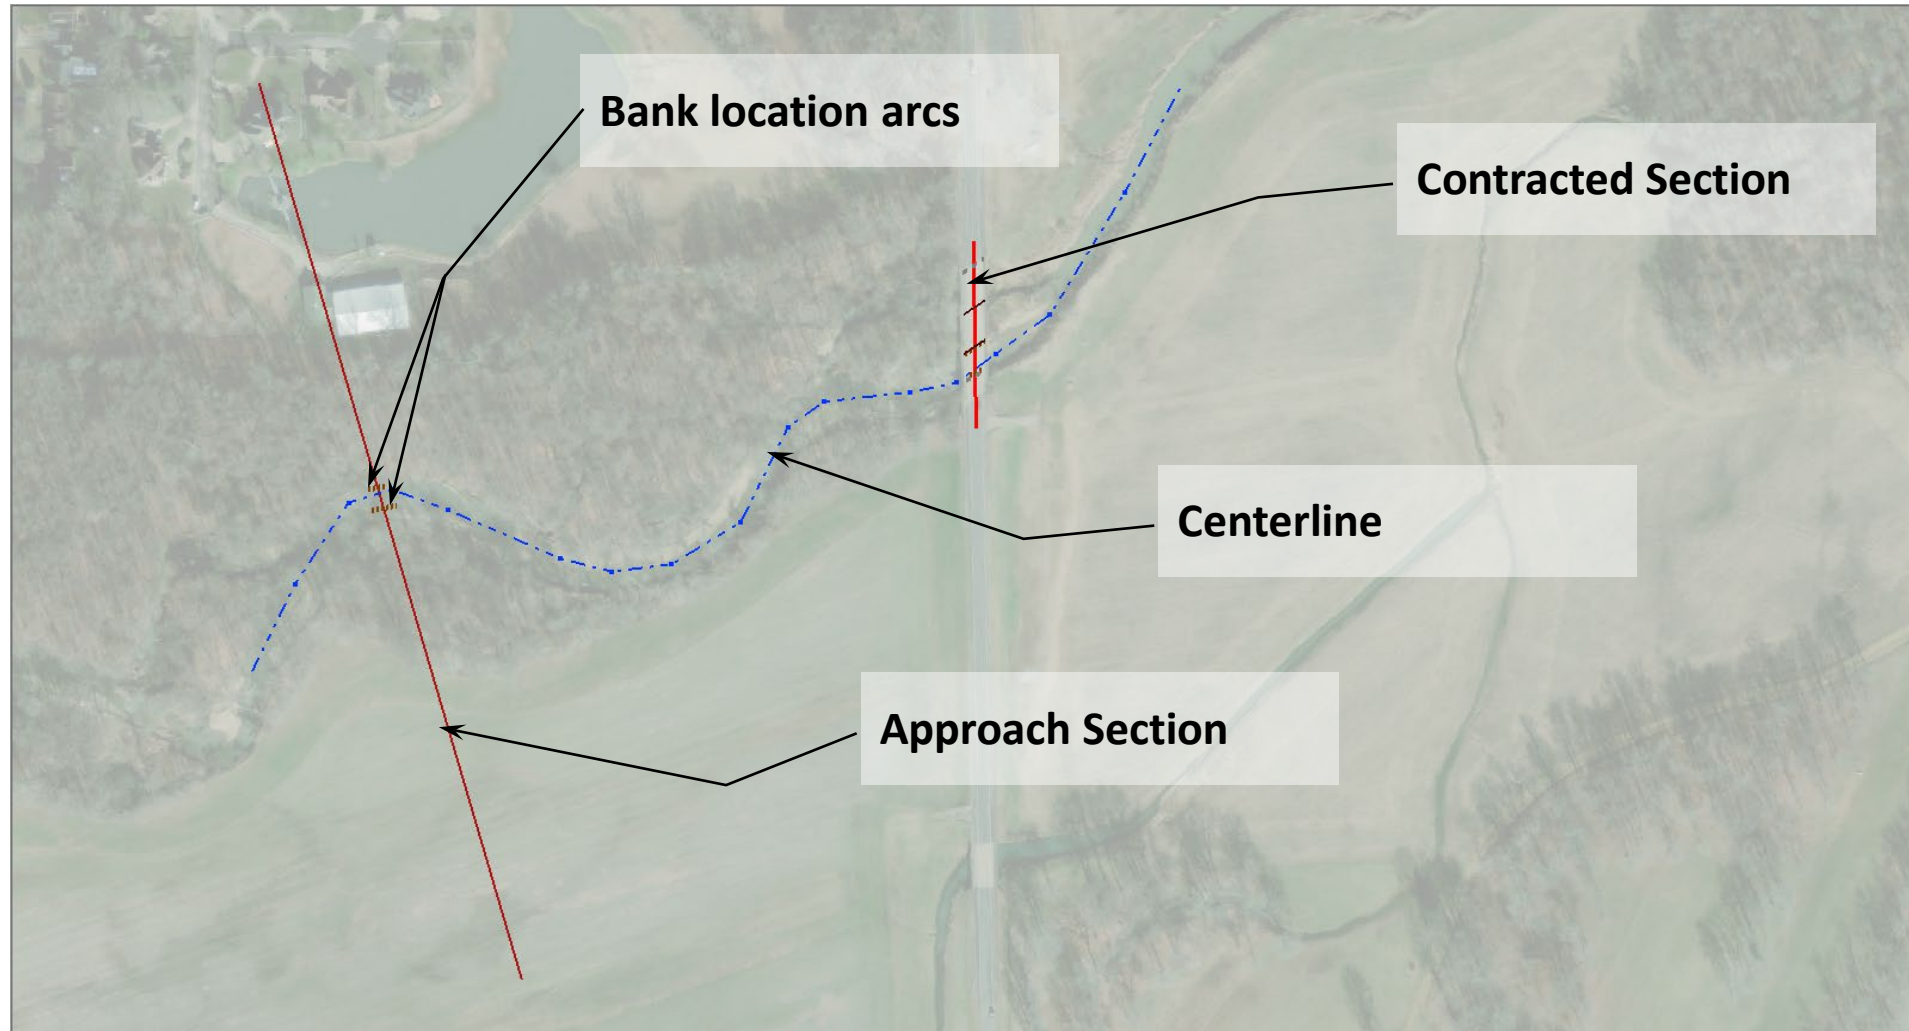 Bank location arcs
Contracted Section
Centerline
Approach Section